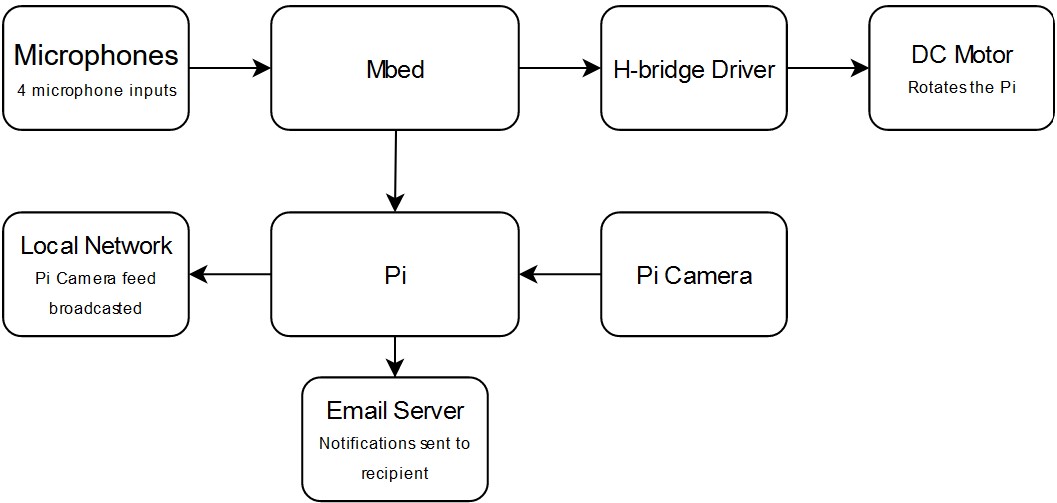 Microphones
4 microphone inputs
Mbed
H-bridge Driver
DC Motor
Rotates the Pi
Local Network
Pi Camera feed
broadcasted
Pi
Pi Camera
Email Server
Notifications sent to
recipient